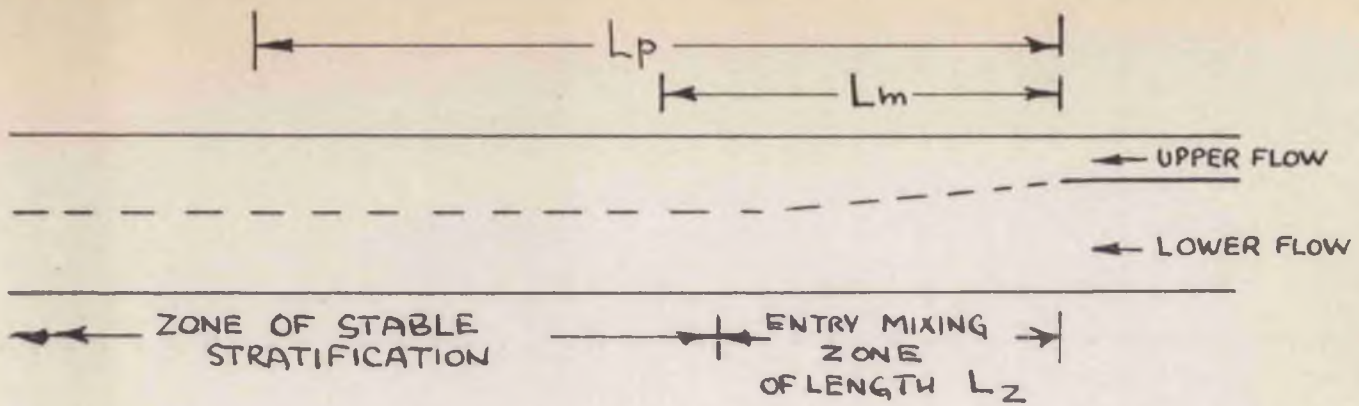 Lp
Lm
UPPER FLOW
LOWER FLOW
ZONE OF STABLE
STRATIFICATION
ENTRY MIXING
ZONE
OF LENGTH Lz